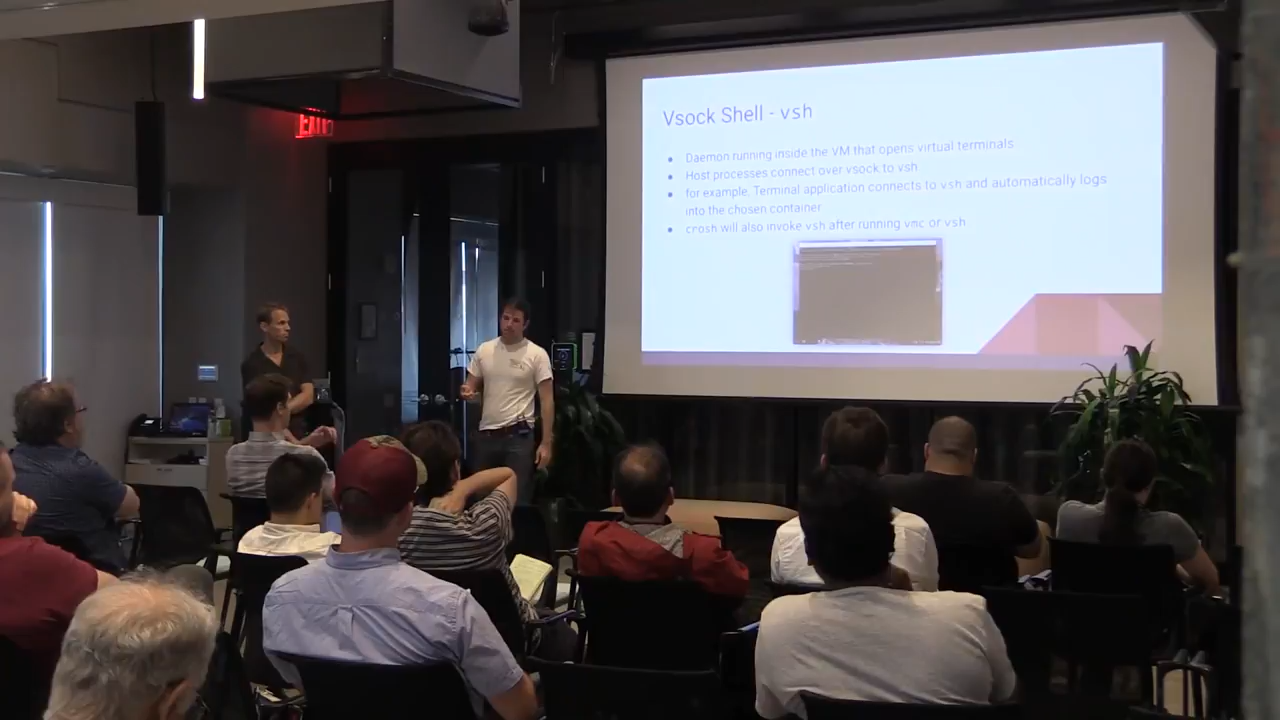 EXIT
Vsock Shell - vsh
Daemon running inside the VM that opens virtual terminals
Host processes connect over vsock to vsh
for example, Terminal application connects to vsh and automatically logs
into the chosen container
crosh will also invoke vsh after running vmc or vsh